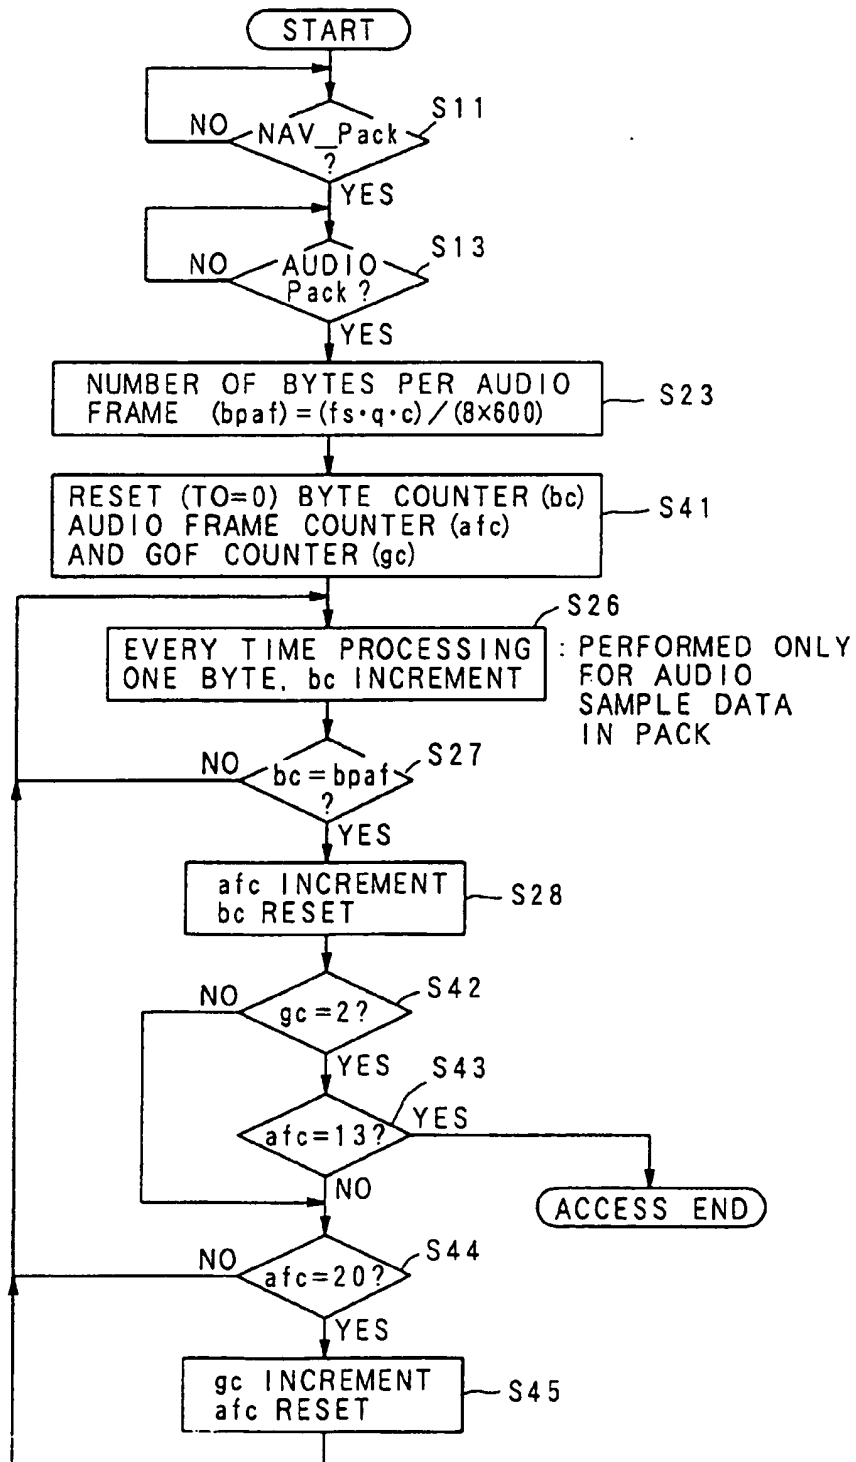 START
S11
NO
NAV_Pack
?
YES
S13
NO
AUDIO
Pack?
YES
NUMBER OF BYTES PER AUDIO
FRAME (bpaf)=(fs·q·c)/(8×600)
S23
RESET (TO=0) BYTE COUNTER (bc)
AUDIO FRAME COUNTER (afc)
AND GOF COUNTER (gc)
S41
S26
EVERY TIME PROCESSING
ONE BYTE, bc INCREMENT
: PERFORMED ONLY
FOR AUDIO
SAMPLE DATA
IN PACK
S27
NO
bc=bpaf
?
YES
afc INCREMENT
bc RESET
S28
S42
NO
gc=2?
YES
S43
afc=13?
YES
NO
ACCESS END
S44
NO
afc=20?
YES
gc INCREMENT
afc RESET
S45